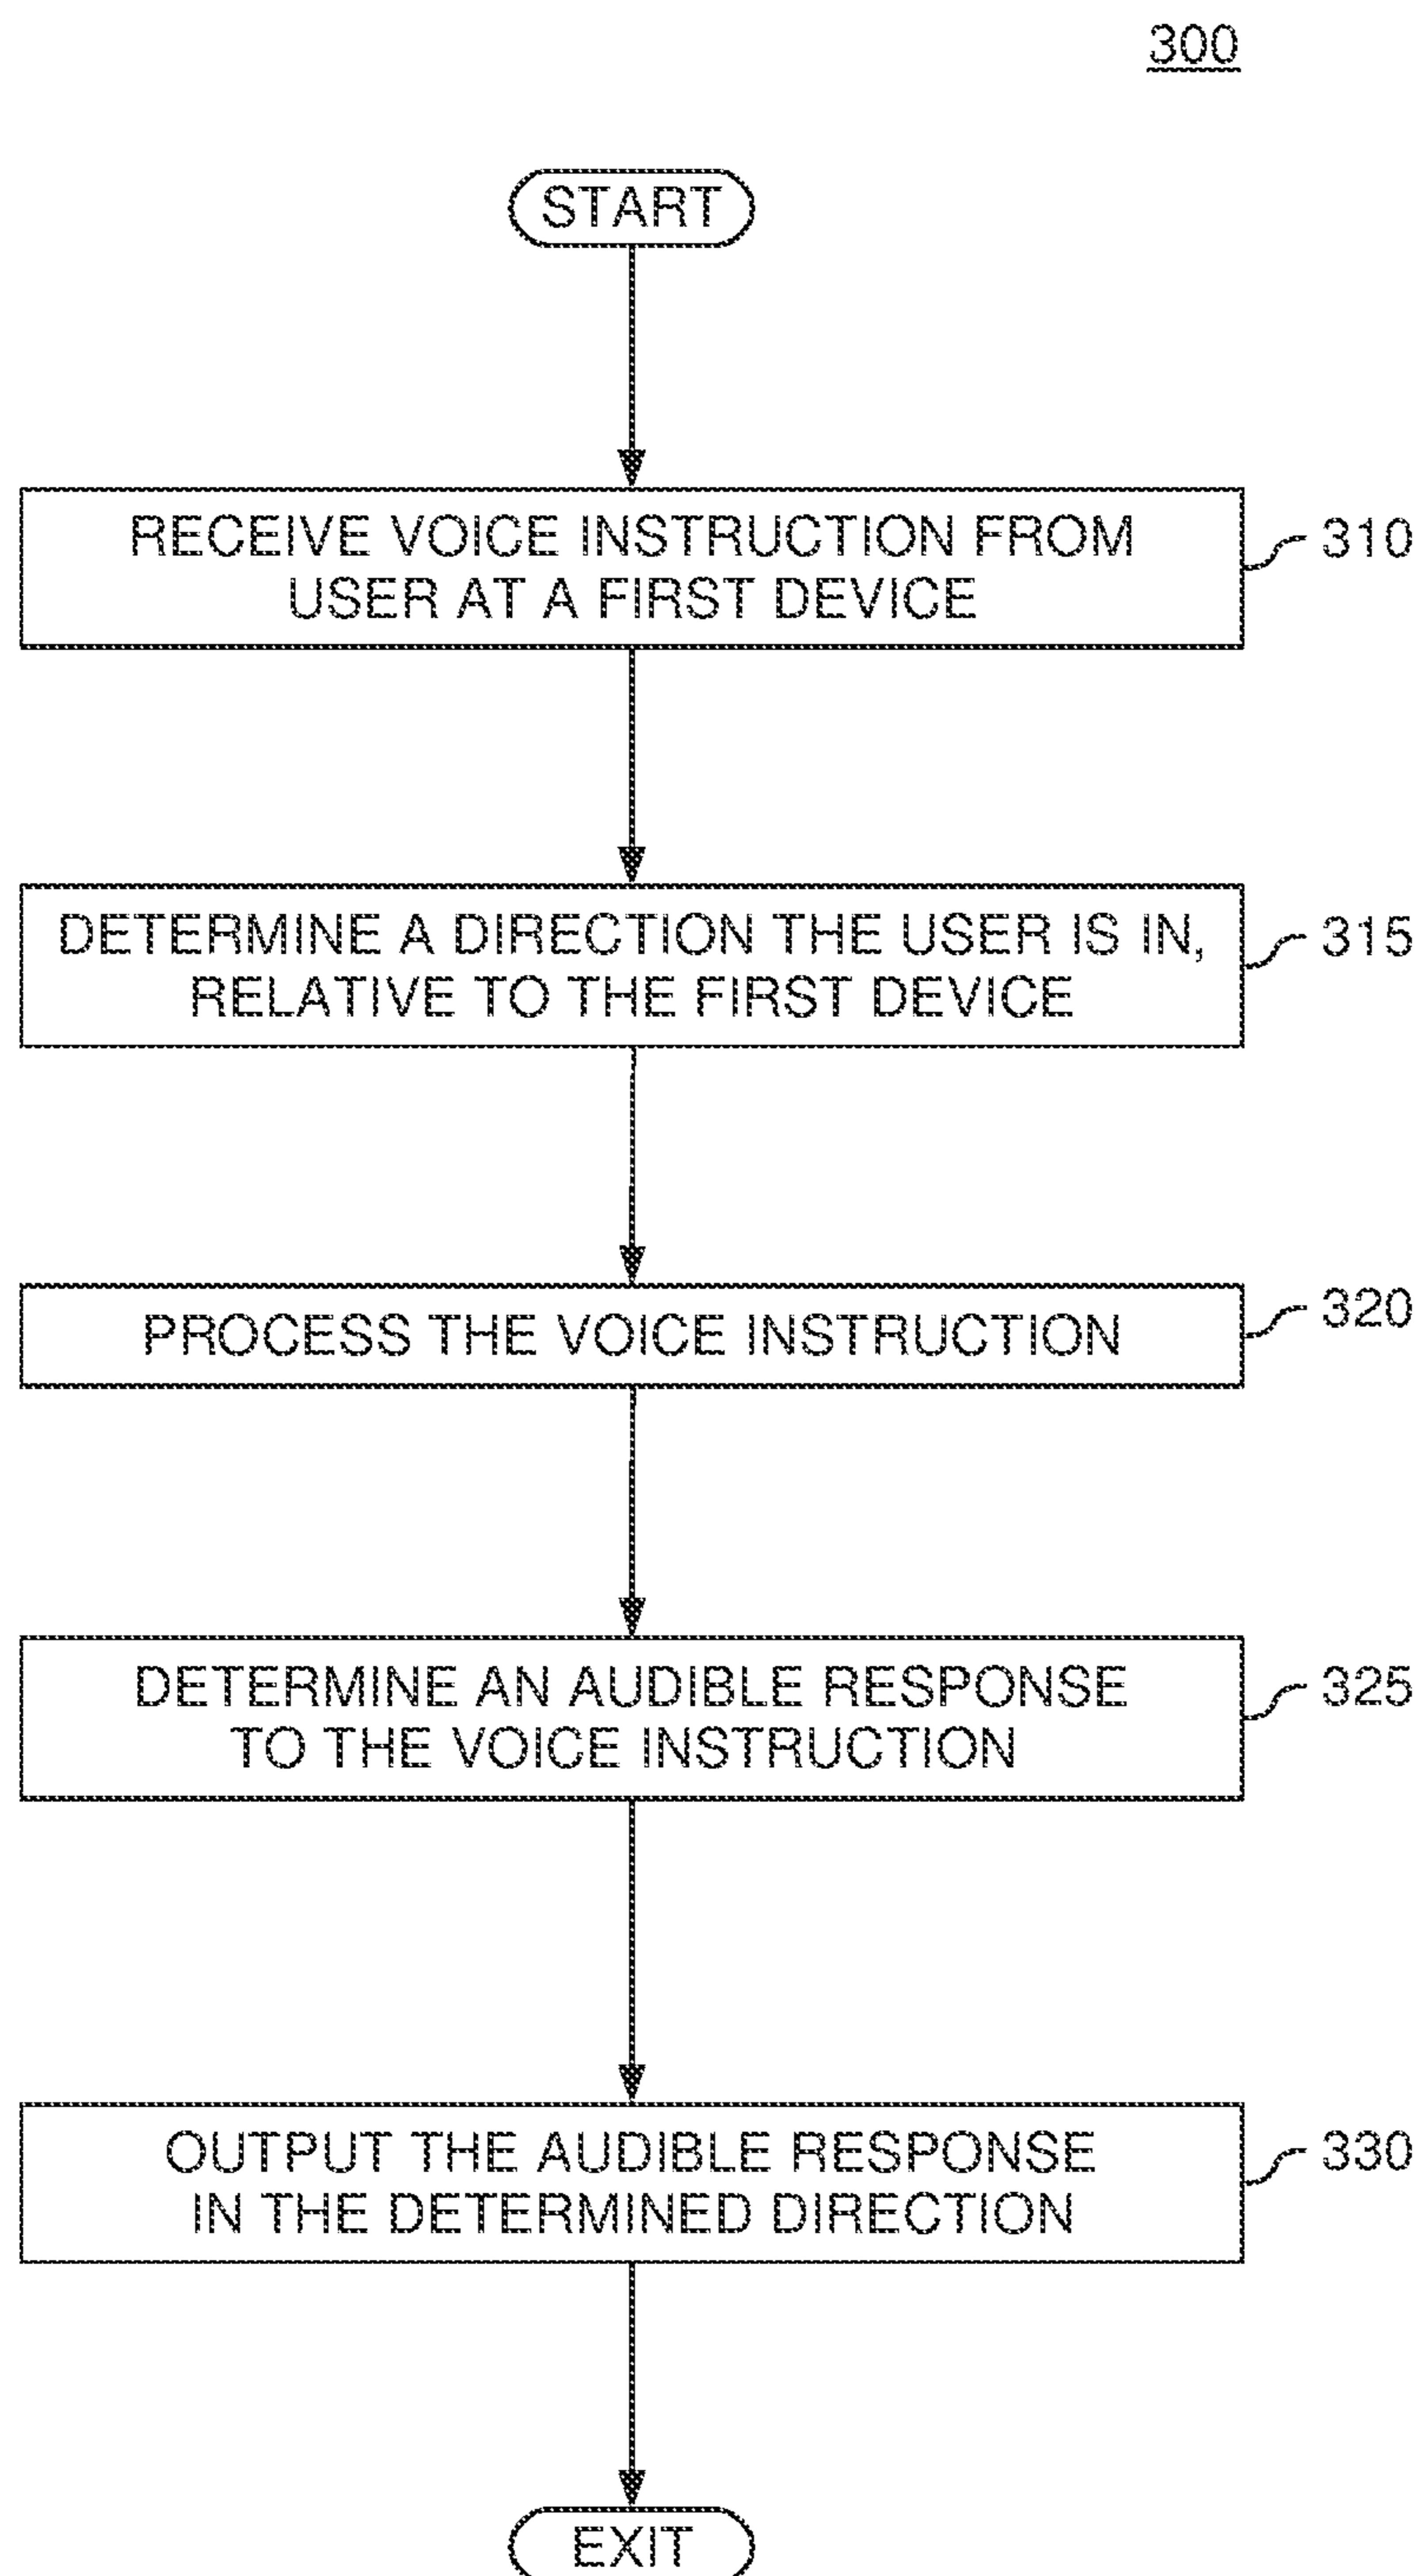 300
START
RECEIVE VOICE INSTRUCTION FROM
USER AT A FIRST DEVICE
310
DETERMINE A DIRECTION THE USER IS IN,
RELATIVE TO THE FIRST DEVICE
315
PROCESS THE VOICE INSTRUCTION
320
DETERMINE AN AUDIBLE RESPONSE
TO THE VOICE INSTRUCTION
325
OUTPUT THE AUDIBLE RESPONSE
IN THE DETERMINED DIRECTION
330
EXIT